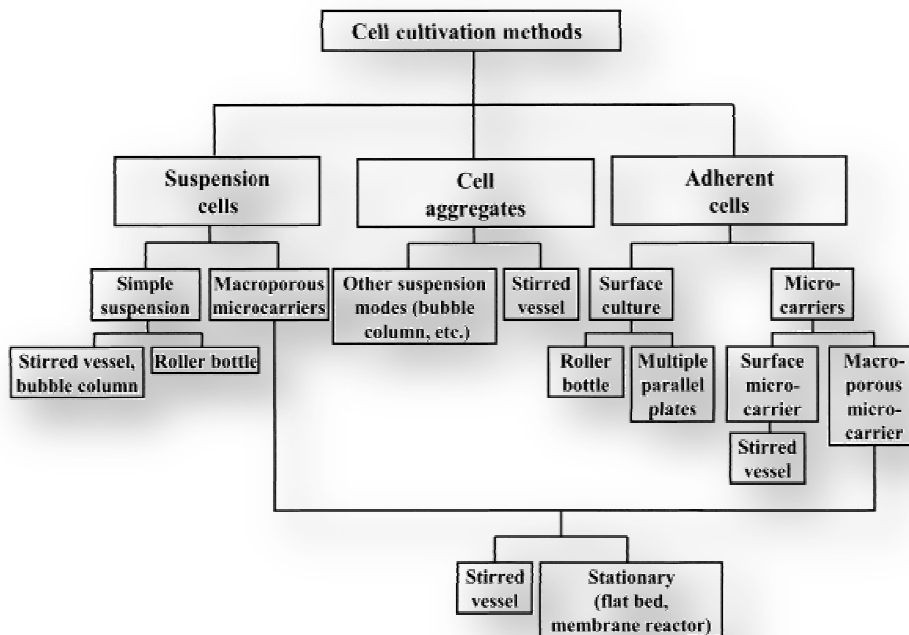 Cell cultivation methods
Suspension
cells
Cell
aggregates
Adherent
cells
Simple
suspension
Macroporous
microcarriers
Other suspension
modes (bubble
column, etc.)
Stirred
vessel
Surface
culture
Micro-
carriers
Stirred vessel,
bubble column
Roller bottle
Roller
bottle
Multiple
parallel
plates
Surface
micro-
carrier
Macro-
porous
micro-
carrier
Stirred
vessel
Stirred
vessel
Stationary
(flat bed,
membrane reactor)